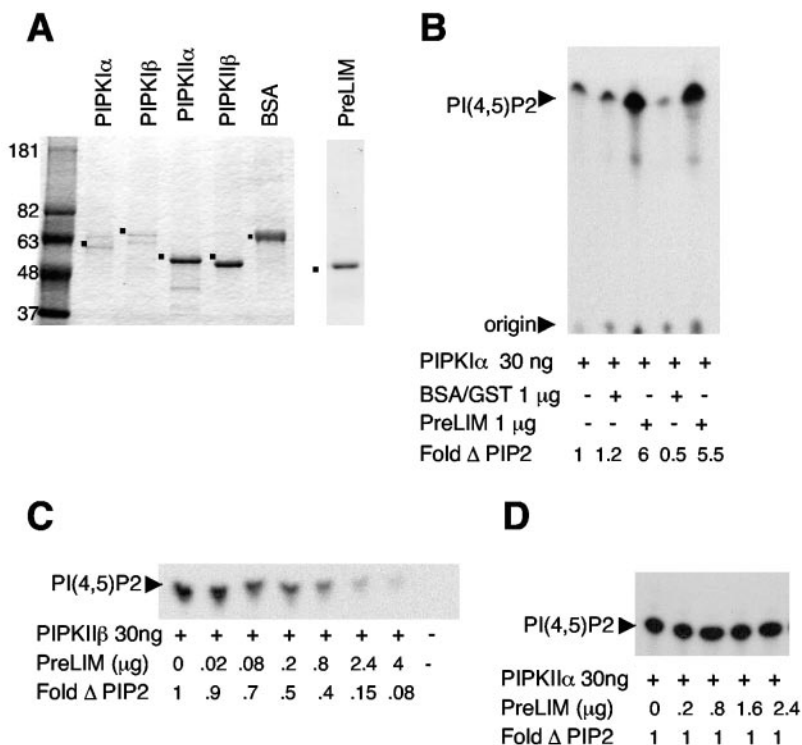 A
PIPKIα
PIPKIβ
PIPKIIα
PIPKIIβ
BSA
PreLIM
181
82
63
48
37
B
PI(4,5)P2
origin
PIPKIα 30 ng + + + + +
BSA/GST 1 μg - + - + -
PreLIM 1 μg - - + - +
Fold Δ PIP2 1 1.2 6 0.5 5.5
C
PI(4,5)P2
PIPKIIβ 30ng + + + + + + + -
PreLIM (μg) 0 .02 .08 .2 .8 2.4 4 -
Fold Δ PIP2 1 .9 .7 .5 .4 .15 .08
D
PI(4,5)P2
PIPKIIα 30ng + + + + +
PreLIM (μg) 0 .2 .8 1.6 2.4
Fold Δ PIP2 1 1 1 1 1